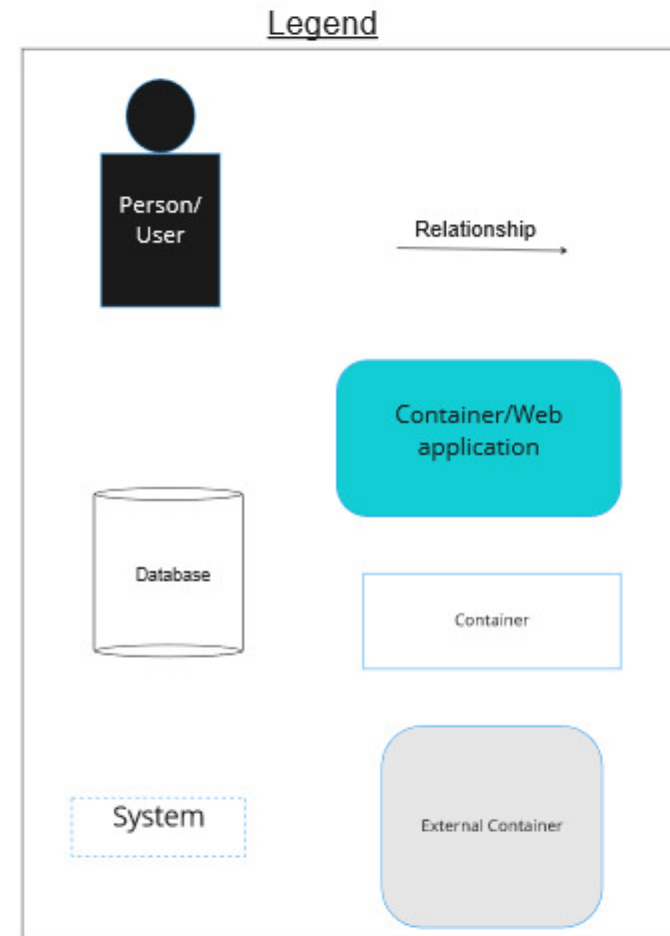 Legend
Person/
User
Relationship
Container/Web
application
Database
Container
System
External Container